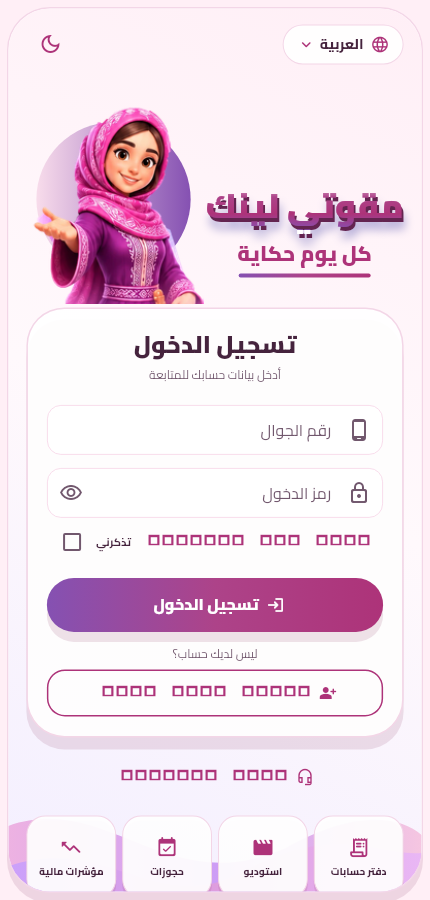 العربية
مقوتي لينك
كل يوم حكاية
تسجيل الدخول
أدخل بيانات حسابك للمتابعة
رقم الجوال
رمز الدخول
تذكرني
تسجيل الدخول
ليس لديك حساب؟
دفتر حسابات
استوديو
حجوزات
مؤشرات مالية